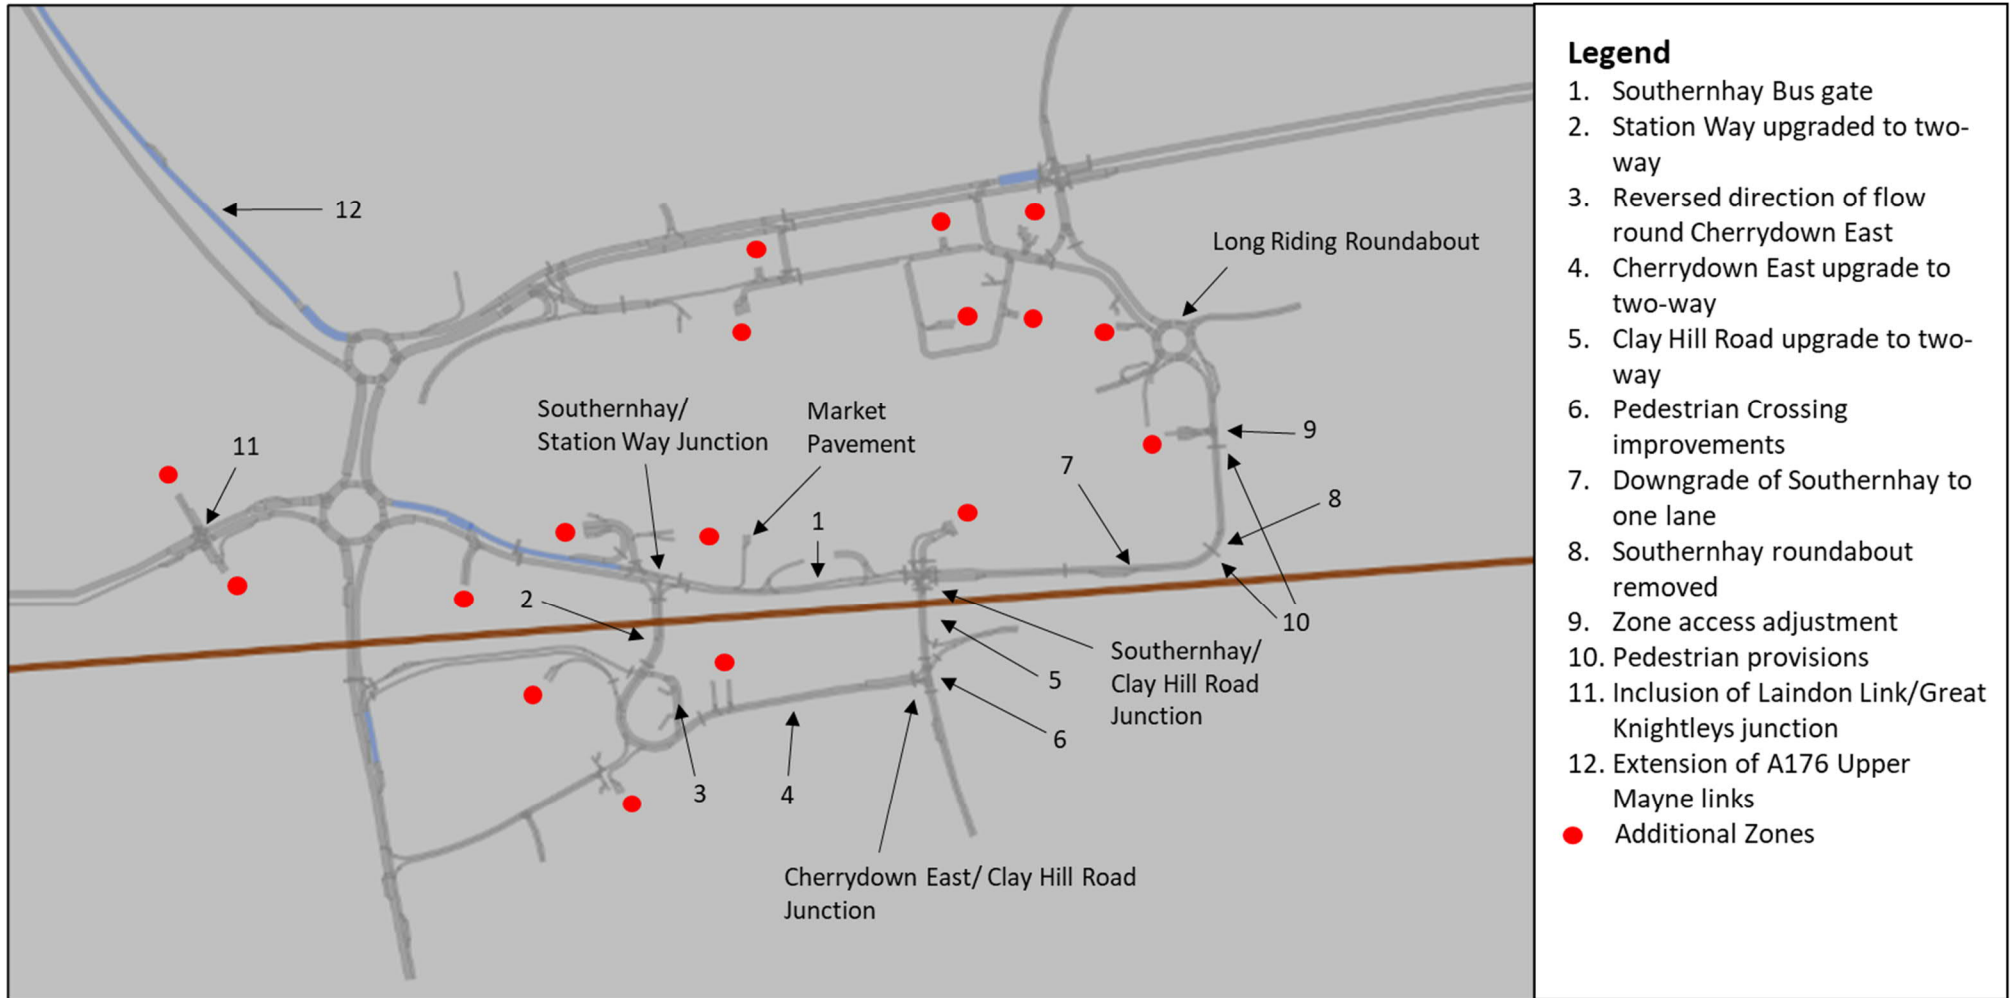 12
Long Riding Roundabout
Southernhay/
Station Way Junction
Market
Pavement
11
9
7
8
1
2
10
Southernhay/
Clay Hill Road
Junction
5
6
3
4
Cherrydown East/ Clay Hill Road
Junction
Legend
1. Southernhay Bus gate
2. Station Way upgraded to two-
way
3. Reversed direction of flow
round Cherrydown East
4. Cherrydown East upgrade to
two-way
5. Clay Hill Road upgrade to two-
way
6. Pedestrian Crossing
improvements
7. Downgrade of Southernhay to
one lane
8. Southernhay roundabout
removed
9. Zone access adjustment
10. Pedestrian provisions
11. Inclusion of Laindon Link/Great
Knightleys junction
12. Extension of A176 Upper
Mayne links
Additional Zones